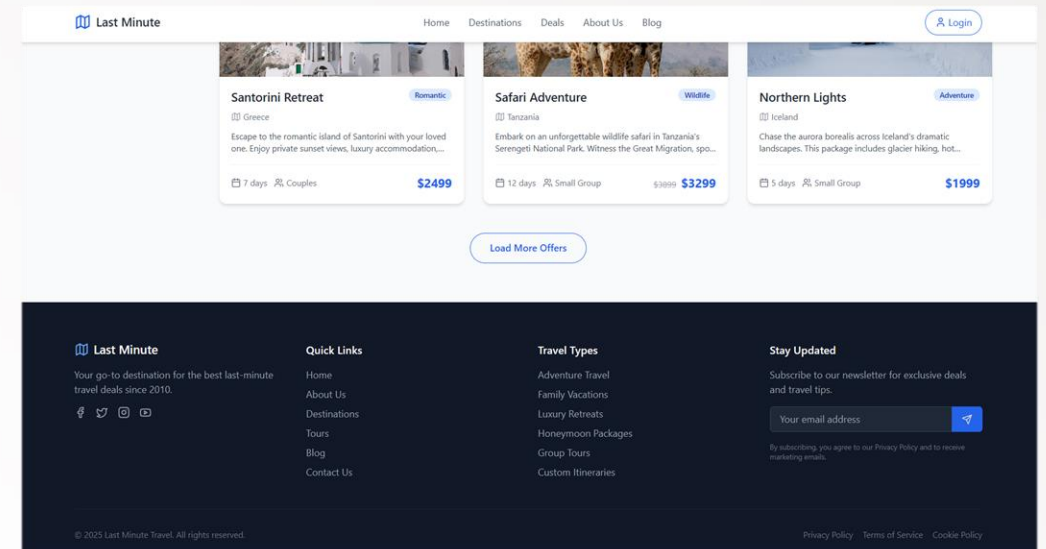 Last Minute
Home Destinations Deals About Us Blog
Login
Santorini Retreat
Romantic
Greece
Escape to the romantic island of Santorini with your loved
one. Enjoy private sunset views, luxury accommodation,...
7 days Couples
$2499
Safari Adventure
Wildlife
Tanzania
Embark on an unforgettable wildlife safari in Tanzania's
Serengeti National Park. Witness the Great Migration, spo...
12 days Small Group
$3299
Northern Lights
Adventure
Iceland
Chase the aurora borealis across Iceland's dramatic
landscapes. This package includes glacier hiking, hot...
5 days Small Group
$1999
Load More Offers
Last Minute
Your go-to destination for the best last-minute
travel deals since 2010.
Quick Links
Home
About Us
Destinations
Tours
Blog
Contact Us
Travel Types
Adventure Travel
Family Vacations
Luxury Retreats
Honeymoon Packages
Group Tours
Custom Itineraries
Stay Updated
Subscribe to our newsletter for exclusive deals
and travel tips.
Your email address
By subscribing, you agree to our Privacy Policy and to receive
marketing emails.
© 2025 Last Minute Travel. All rights reserved.
Privacy Policy Terms of Service Cookie Policy